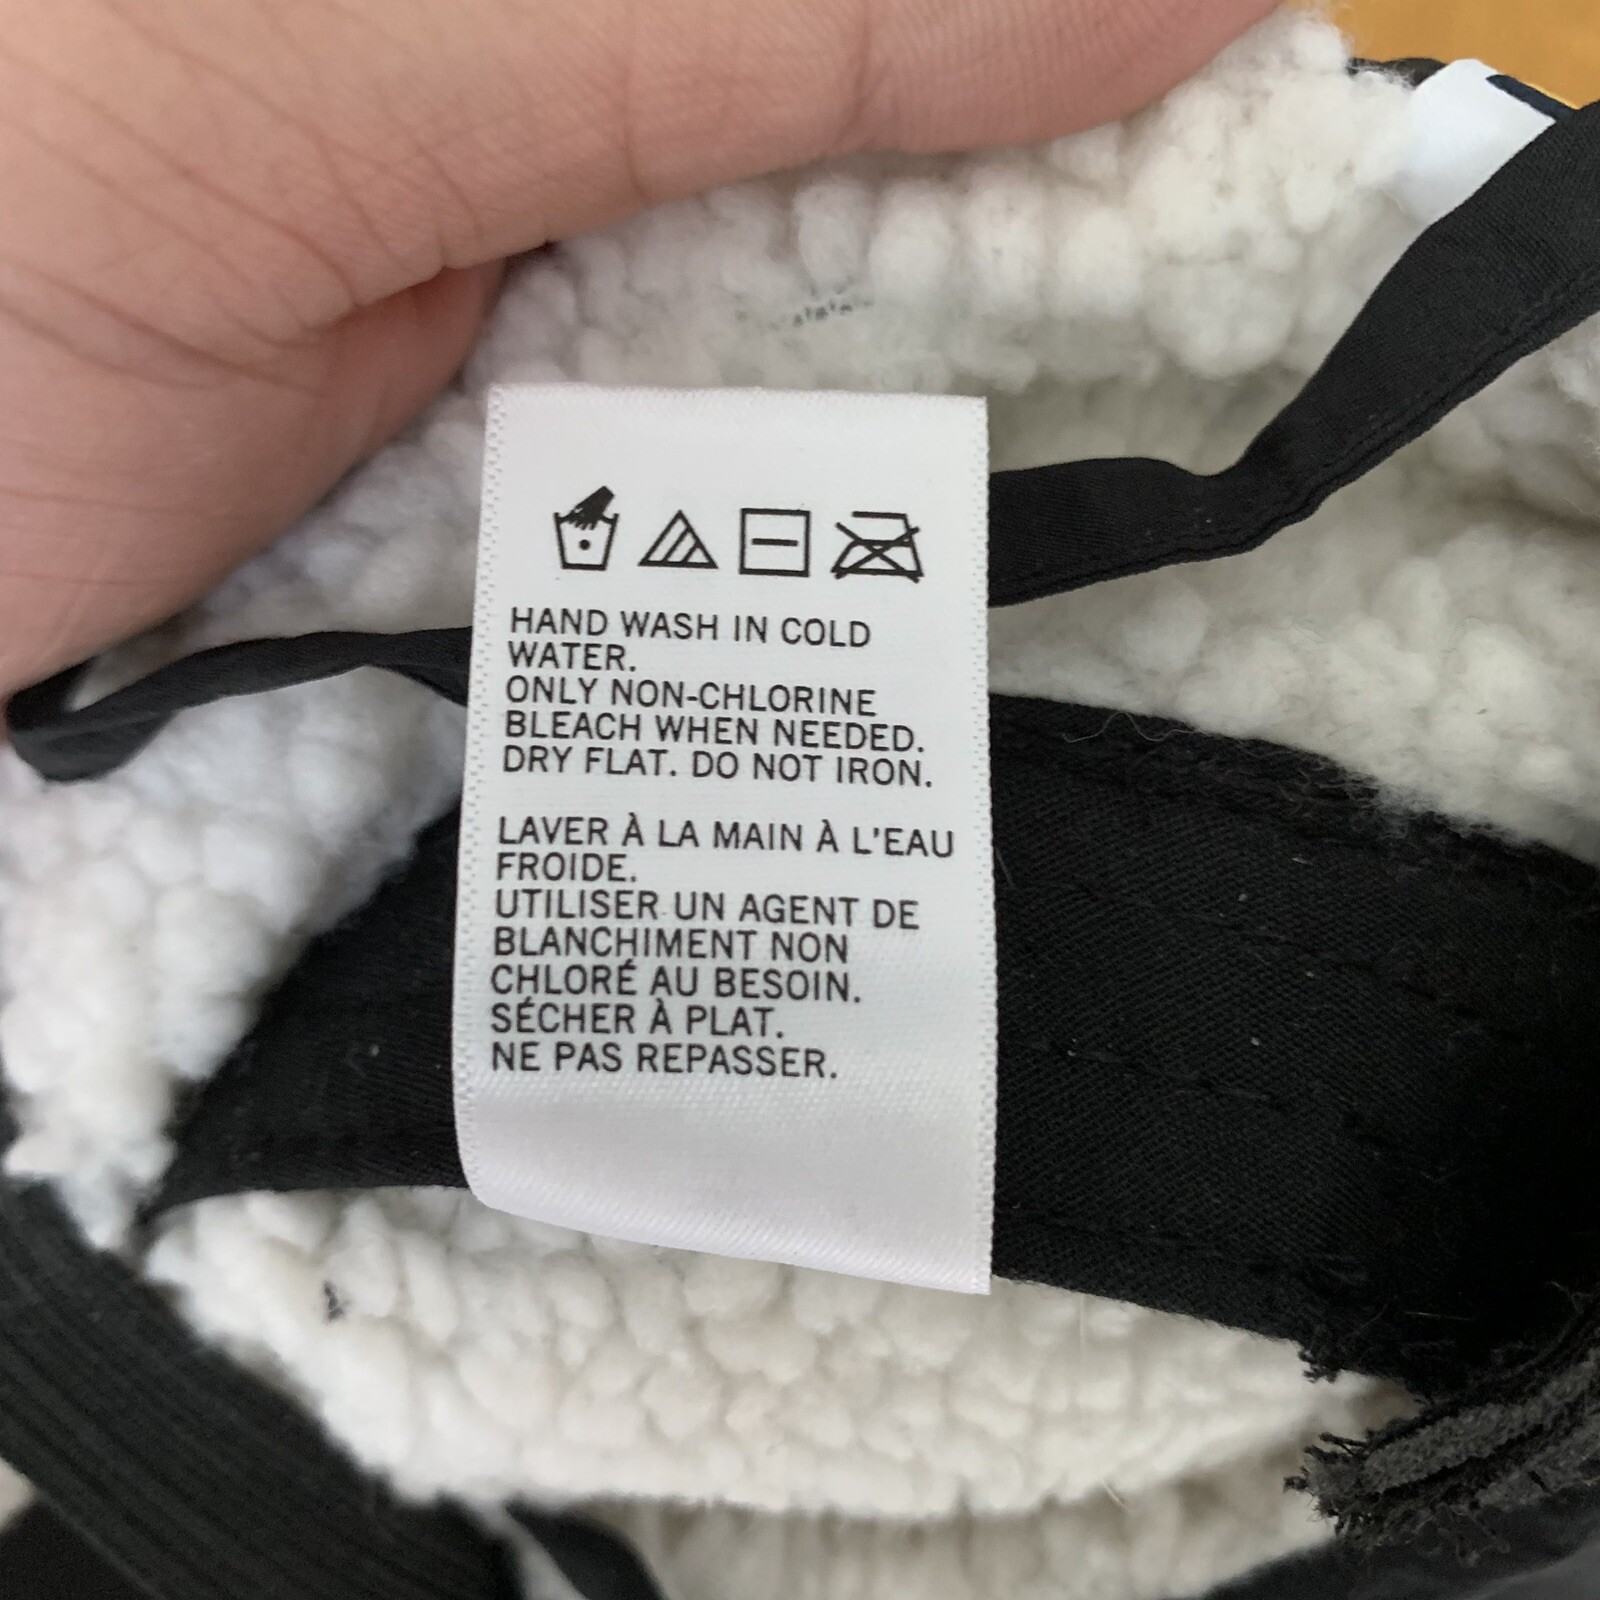 HAND WASH IN COLD
WATER.
ONLY NON-CHLORINE
BLEACH WHEN NEEDED.
DRY FLAT. DO NOT IRON.
LAVER À LA MAIN À L'EAU
FROIDE.
UTILISER UN AGENT DE
BLANCHIMENT NON
CHLORÉ AU BESOIN.
SÉCHER À PLAT.
NE PAS REPASSER.